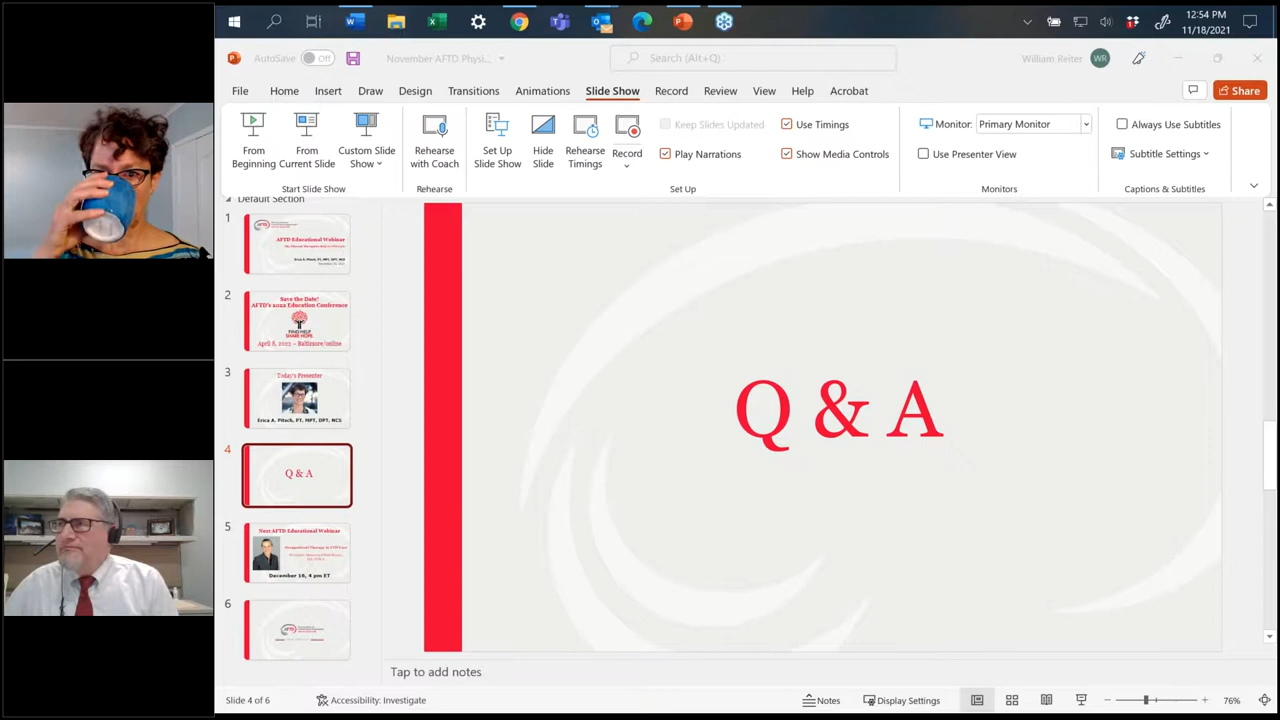 12:54 PM
11/18/2021
AutoSave Off
November AFTD Physi...
Search (Alt+Q)
William Reiter WR
File Home Insert Draw Design Transitions Animations Slide Show Record Review View Help Acrobat
Share
From Beginning
From Current Slide
Custom Slide Show
Start Slide Show
Rehearse with Coach
Rehearse
Set Up Slide Show
Hide Slide
Rehearse Timings
Record
Keep Slides Updated
Play Narrations
Use Timings
Show Media Controls
Set Up
Monitor: Primary Monitor
Use Presenter View
Monitors
Always Use Subtitles
Subtitle Settings
Captions & Subtitles
Default Section
1
AFTD
AFTD Educational Webinar
2
Save the Date!
AFTD's 2022 Education Conference
FIND HELP
SHARE HOPE
April 8, 2022 – Baltimore/online
3
Today's Presenter
Erica A. Pitsch, PT, MPT, DPT, NCS
4
Q & A
5
Next AFTD Educational Webinar
December 16, 4 pm ET
6
AFTD
Q & A
Tap to add notes
Slide 4 of 6
Accessibility: Investigate
Notes
Display Settings
76%